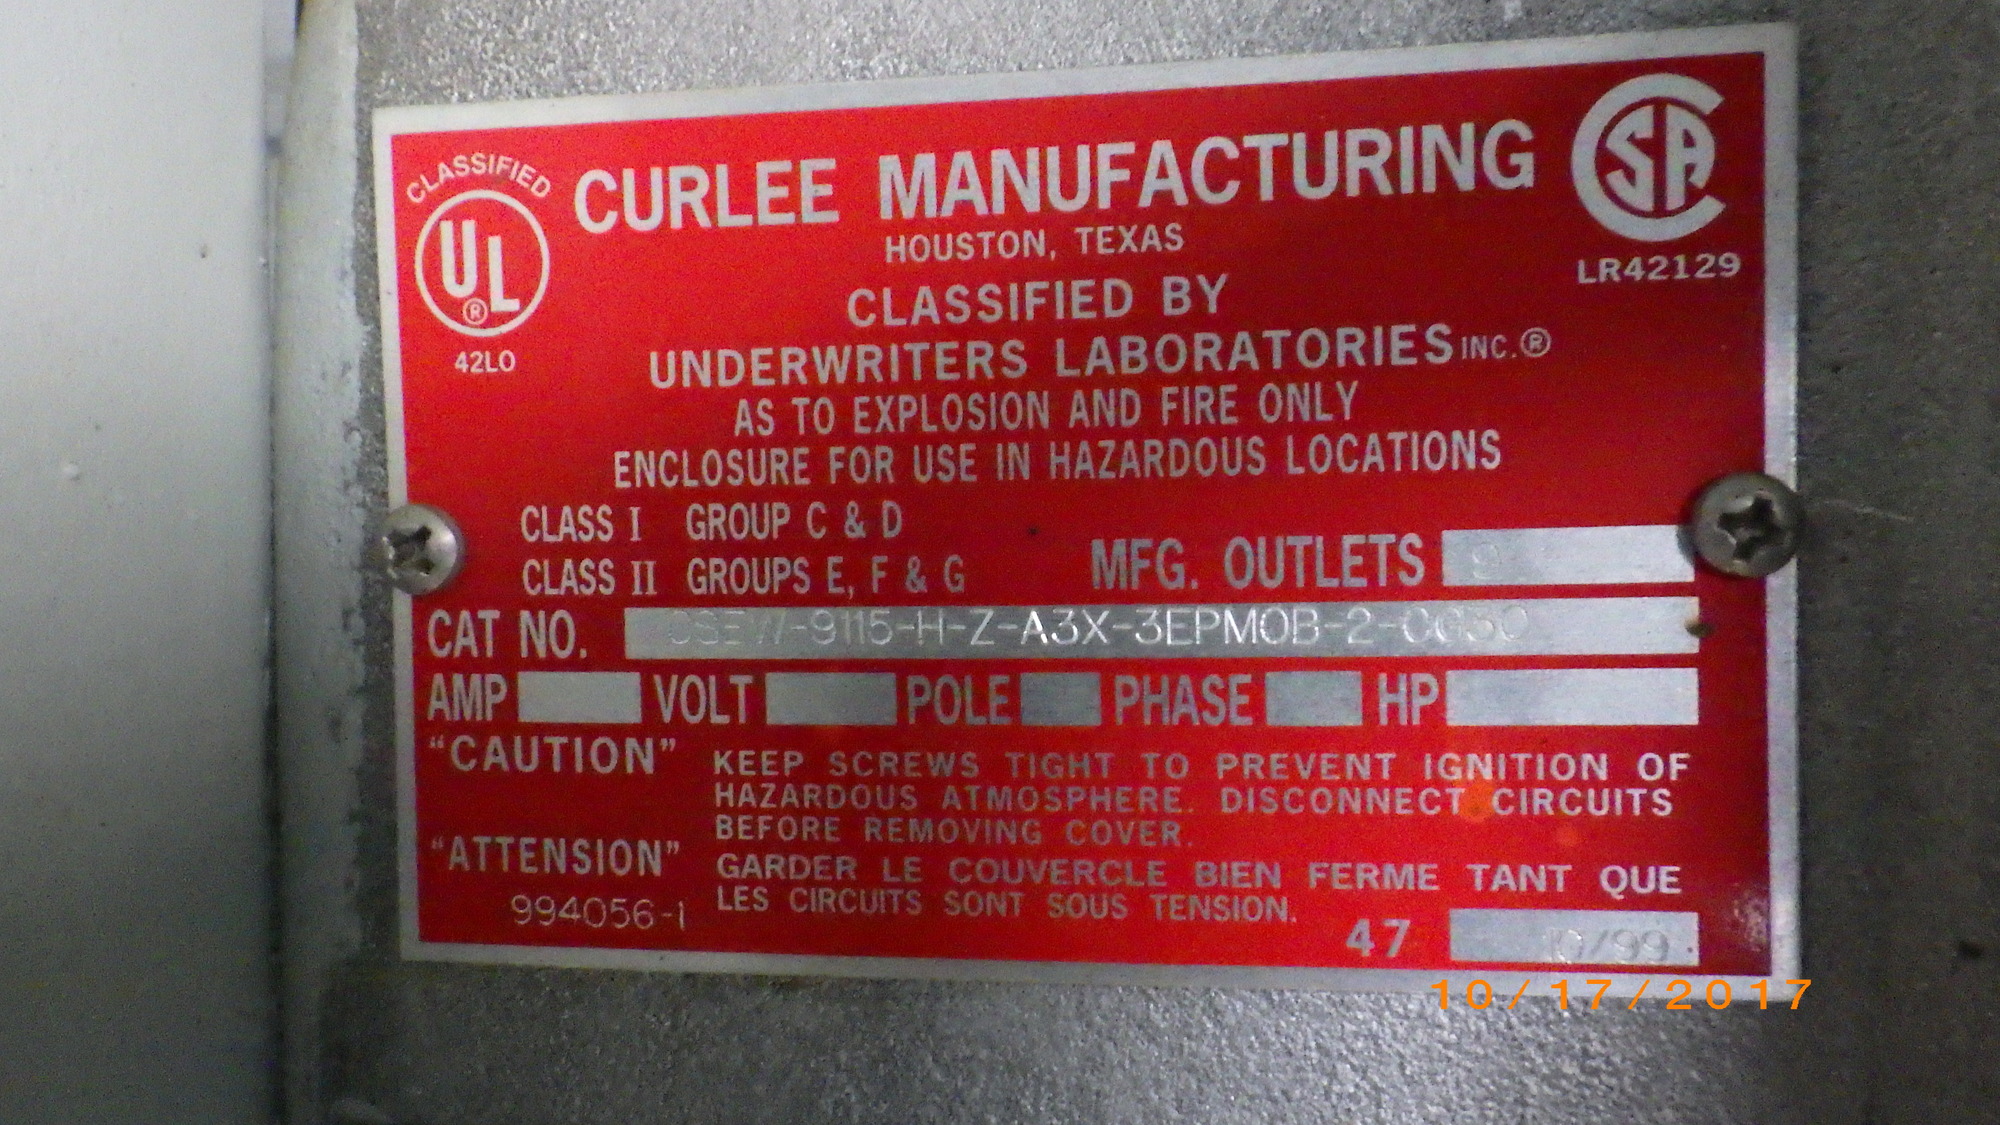 CLASSIFIED
UL
®
42L0
CURLEE MANUFACTURING
HOUSTON, TEXAS
CSA
LR42129
CLASSIFIED BY
UNDERWRITERS LABORATORIES INC.®
AS TO EXPLOSION AND FIRE ONLY
ENCLOSURE FOR USE IN HAZARDOUS LOCATIONS
CLASS I GROUP C & D
CLASS II GROUPS E, F & G
MFG. OUTLETS 9
CAT NO.
AMP VOLT POLE PHASE HP
"CAUTION" KEEP SCREWS TIGHT TO PREVENT IGNITION OF
HAZARDOUS ATMOSPHERE. DISCONNECT CIRCUITS
BEFORE REMOVING COVER.
"ATTENSION" GARDER LE COUVERCLE BIEN FERME TANT QUE
LES CIRCUITS SONT SOUS TENSION.
994056-1
47 10/99
10/17/2017